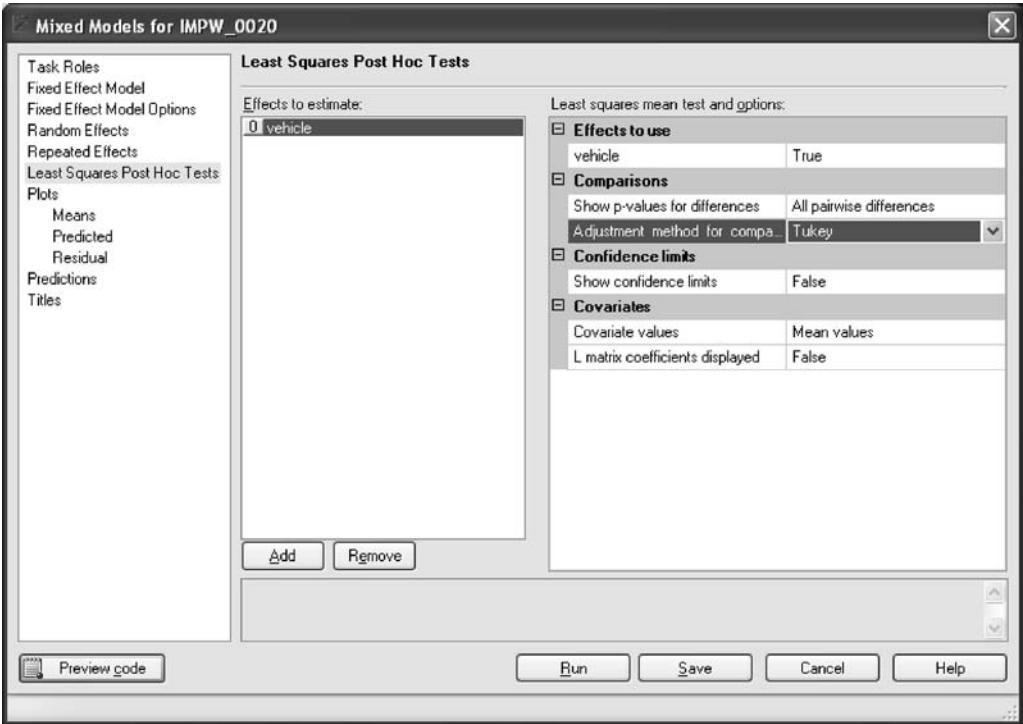 Mixed Models for IMPW_0020
Task Roles
Fixed Effect Model
Fixed Effect Model Options
Random Effects
Repeated Effects
Least Squares Post Hoc Tests
Plots
Means
Predicted
Residual
Predictions
Titles
Least Squares Post Hoc Tests
Effects to estimate:
0 vehicle
Add Remove
Least squares mean test and options:
Effects to use
vehicle True
Comparisons
Show p-values for differences All pairwise differences
Adjustment method for compa... Tukey
Confidence limits
Show confidence limits False
Covariates
Covariate values Mean values
L matrix coefficients displayed False
Preview code Run Save Cancel Help